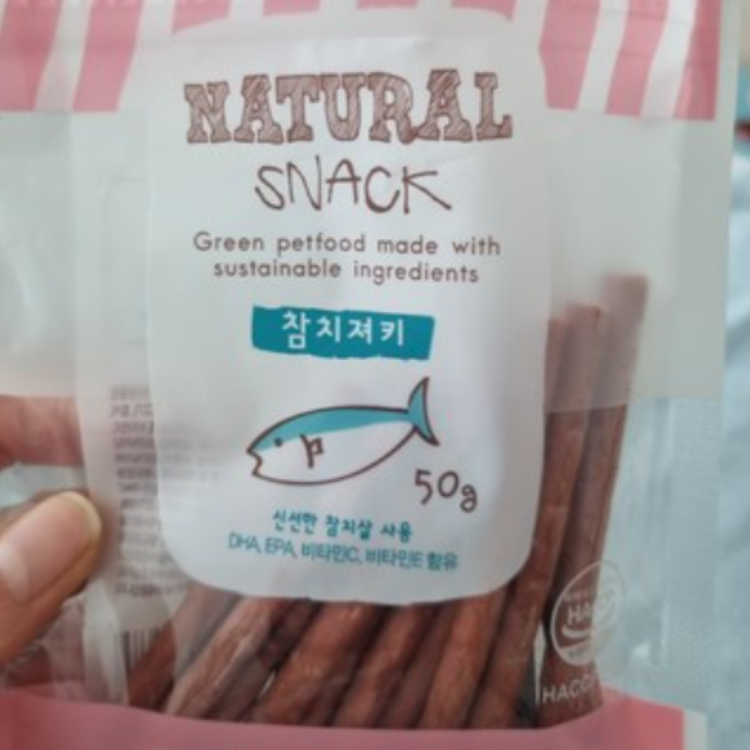 NATURAL
SNACK
Green petfood made with
sustainable ingredients
참치져키
50g
신선한 참치살 사용
DHA, EPA, 비타민C, 비타민E 함유
HACCP